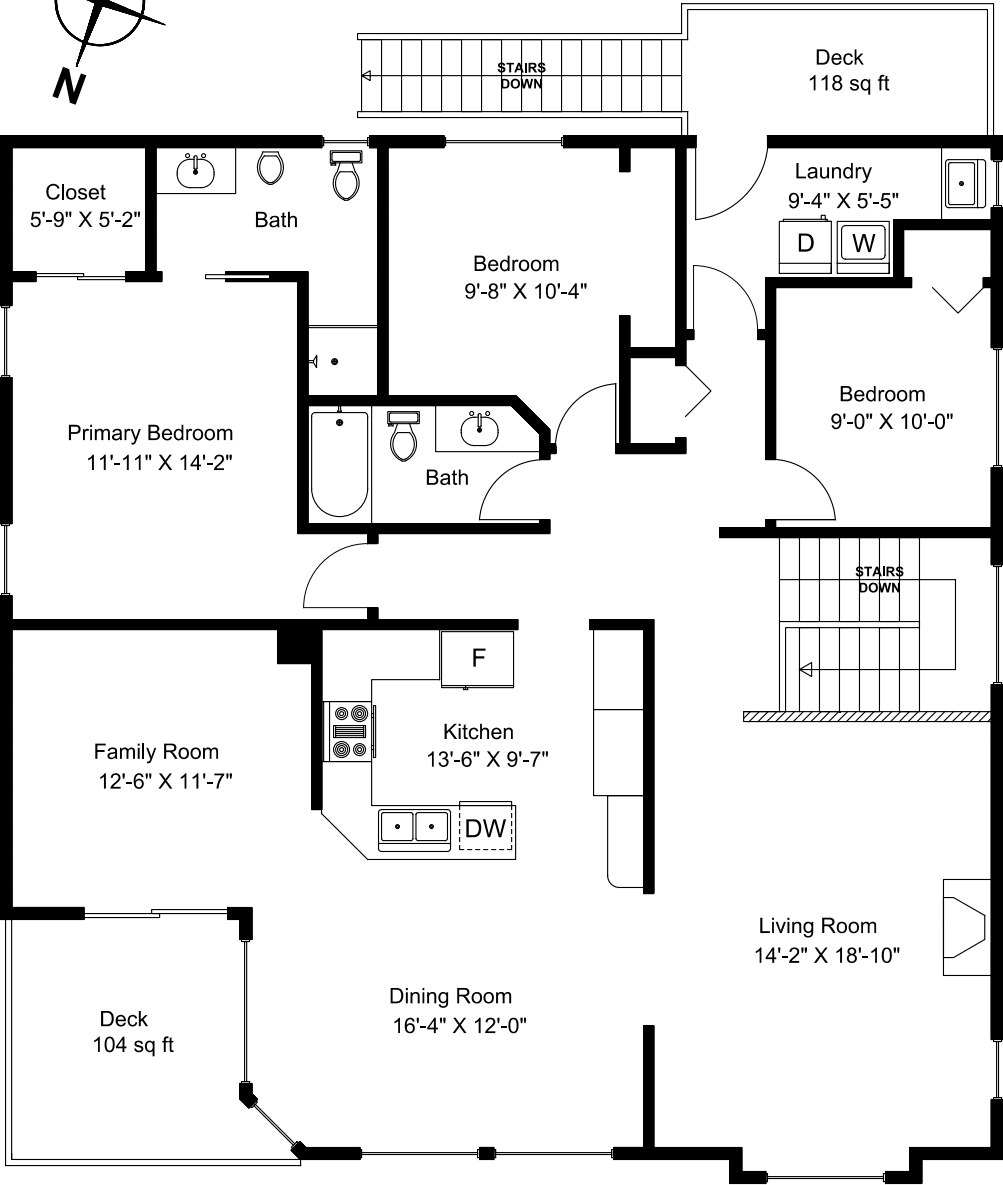 N
STAIRS
DOWN
Deck
118 sq ft
Closet
5'-9" X 5'-2"
Bath
Laundry
9'-4" X 5'-5"
D
W
Bedroom
9'-8" X 10'-4"
Bedroom
9'-0" X 10'-0"
Primary Bedroom
11'-11" X 14'-2"
Bath
STAIRS
DOWN
F
Kitchen
13'-6" X 9'-7"
Family Room
12'-6" X 11'-7"
DW
Living Room
14'-2" X 18'-10"
Dining Room
16'-4" X 12'-0"
Deck
104 sq ft